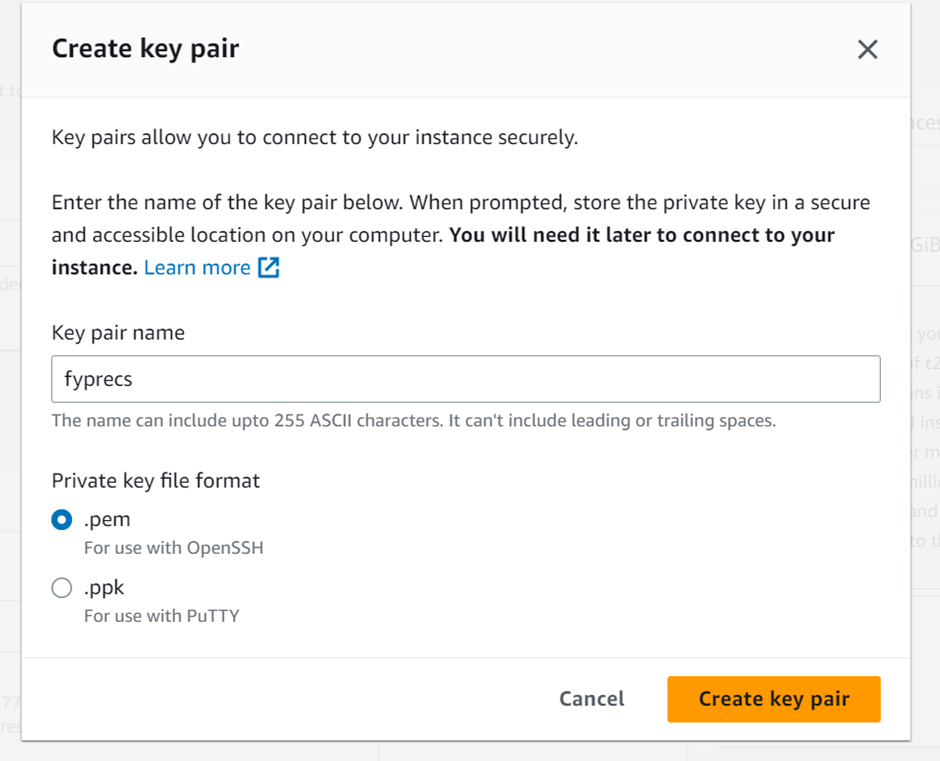 Create key pair
Key pairs allow you to connect to your instance securely.
Enter the name of the key pair below. When prompted, store the private key in a secure
and accessible location on your computer. You will need it later to connect to your
instance. Learn more
Key pair name
fyprecs
The name can include upto 255 ASCII characters. It can't include leading or trailing spaces.
Private key file format
.pem
For use with OpenSSH
.ppk
For use with PuTTY
Cancel
Create key pair